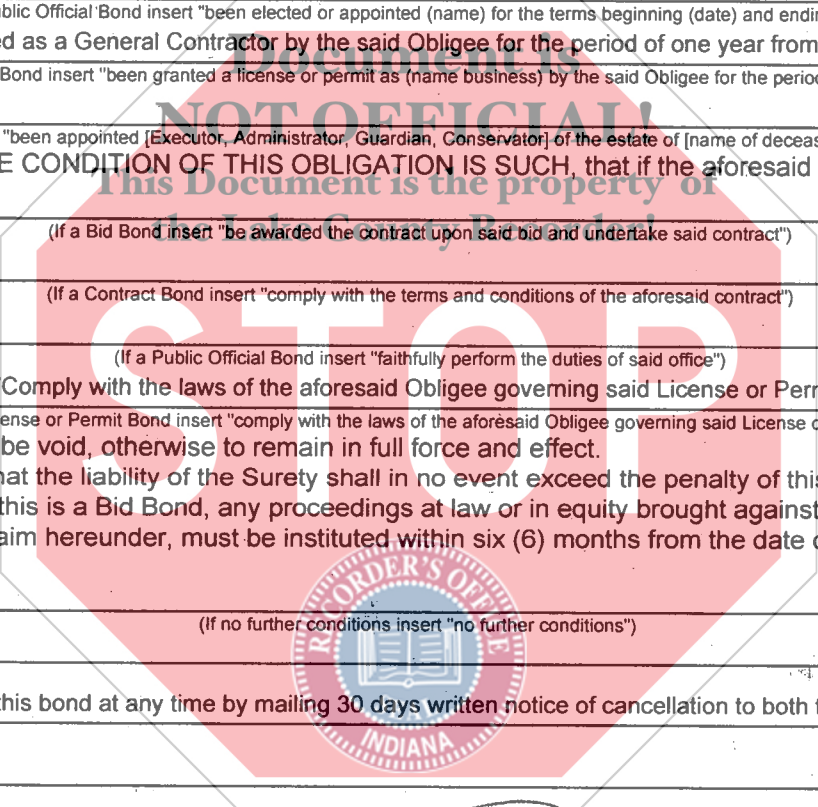 blic Official Bond insert "been elected or appointed (name) for the terms beginning (date) and endin
Document is
d as a General Contractor by the said Obligee for the period of one year from
Bond insert "been granted a license or permit as (name business) by the said Obligee for the perio
NOT OFFICIAL!
"been appointed [Executor, Administrator, Guardian, Conservator] of the estate of [name of deceas
E CONDITION OF THIS OBLIGATION IS SUCH, that if the aforesaid
This Document is the property of
the Lake County Recorder!
(If a Bid Bond insert "be awarded the contract upon said bid and undertake said contract")
(If a Contract Bond insert "comply with the terms and conditions of the aforesaid contract")
STOP
(If a Public Official Bond insert "faithfully perform the duties of said office")
Comply with the laws of the aforesaid Obligee governing said License or Perm
ense or Permit Bond insert "comply with the laws of the aforesaid Obligee governing said License o
be void, otherwise to remain in full force and effect.
hat the liability of the Surety shall in no event exceed the penalty of this
this is a Bid Bond, any proceedings at law or in equity brought against
aim hereunder, must be instituted within six (6) months from the date o
RECORDER'S OFFICE
(If no further conditions insert "no further conditions")
this bond at any time by mailing 30 days written notice of cancellation to both t
INDIANA